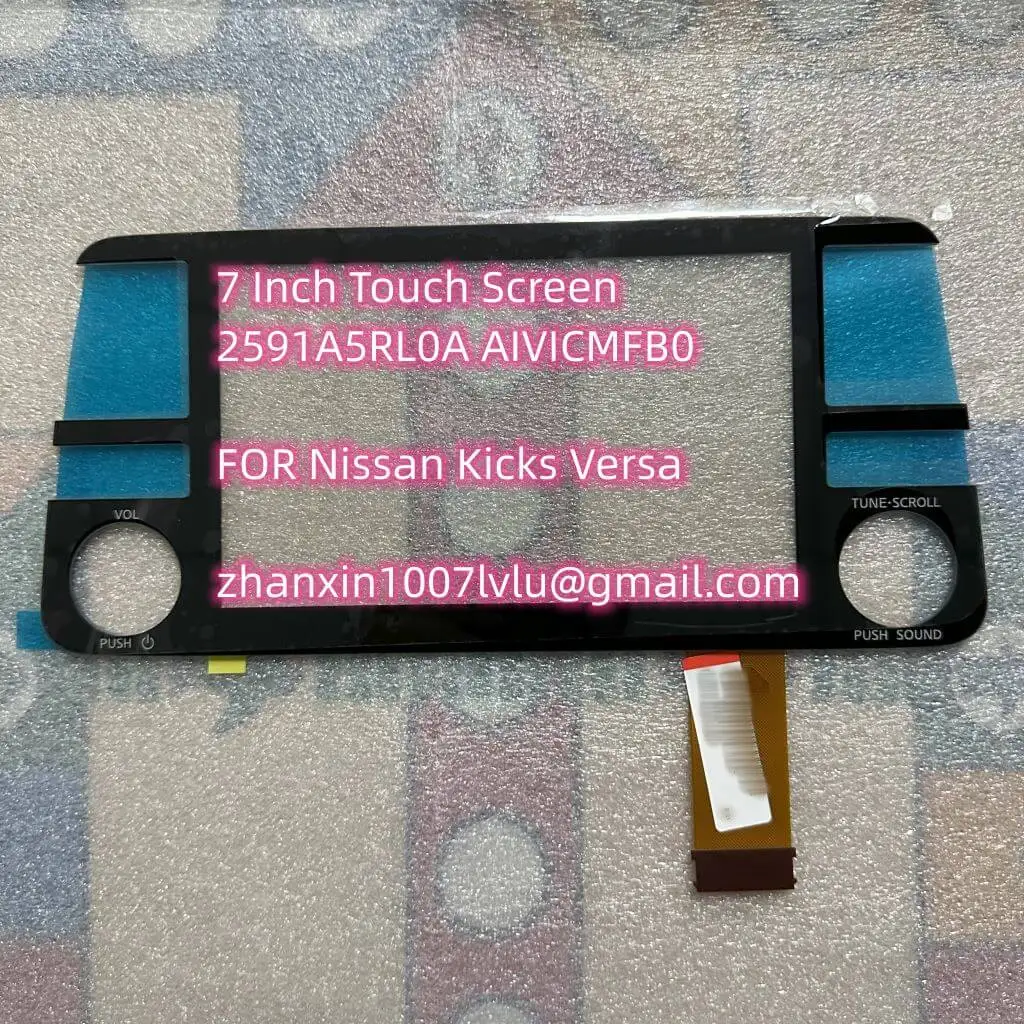 7 Inch Touch Screen
2591A5RL0A AIVICMFB0
FOR Nissan Kicks Versa
VOL
TUNE•SCROLL
zhanxin1007lvlu@gmail.com
PUSH
PUSH SOUND